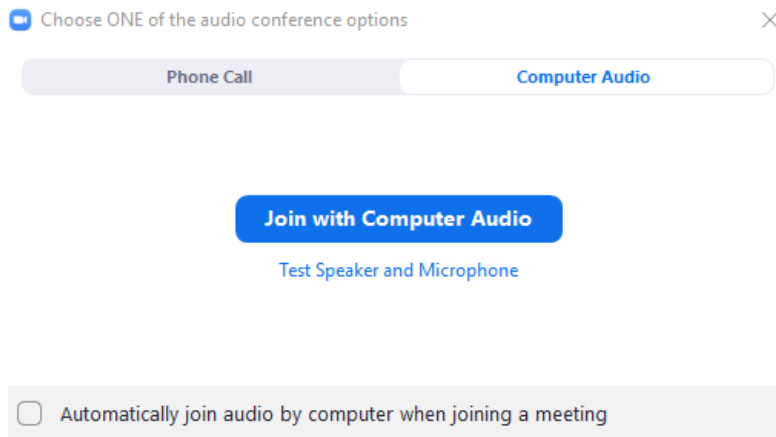 Choose ONE of the audio conference options
Phone Call
Computer Audio
Join with Computer Audio
Test Speaker and Microphone
Automatically join audio by computer when joining a meeting